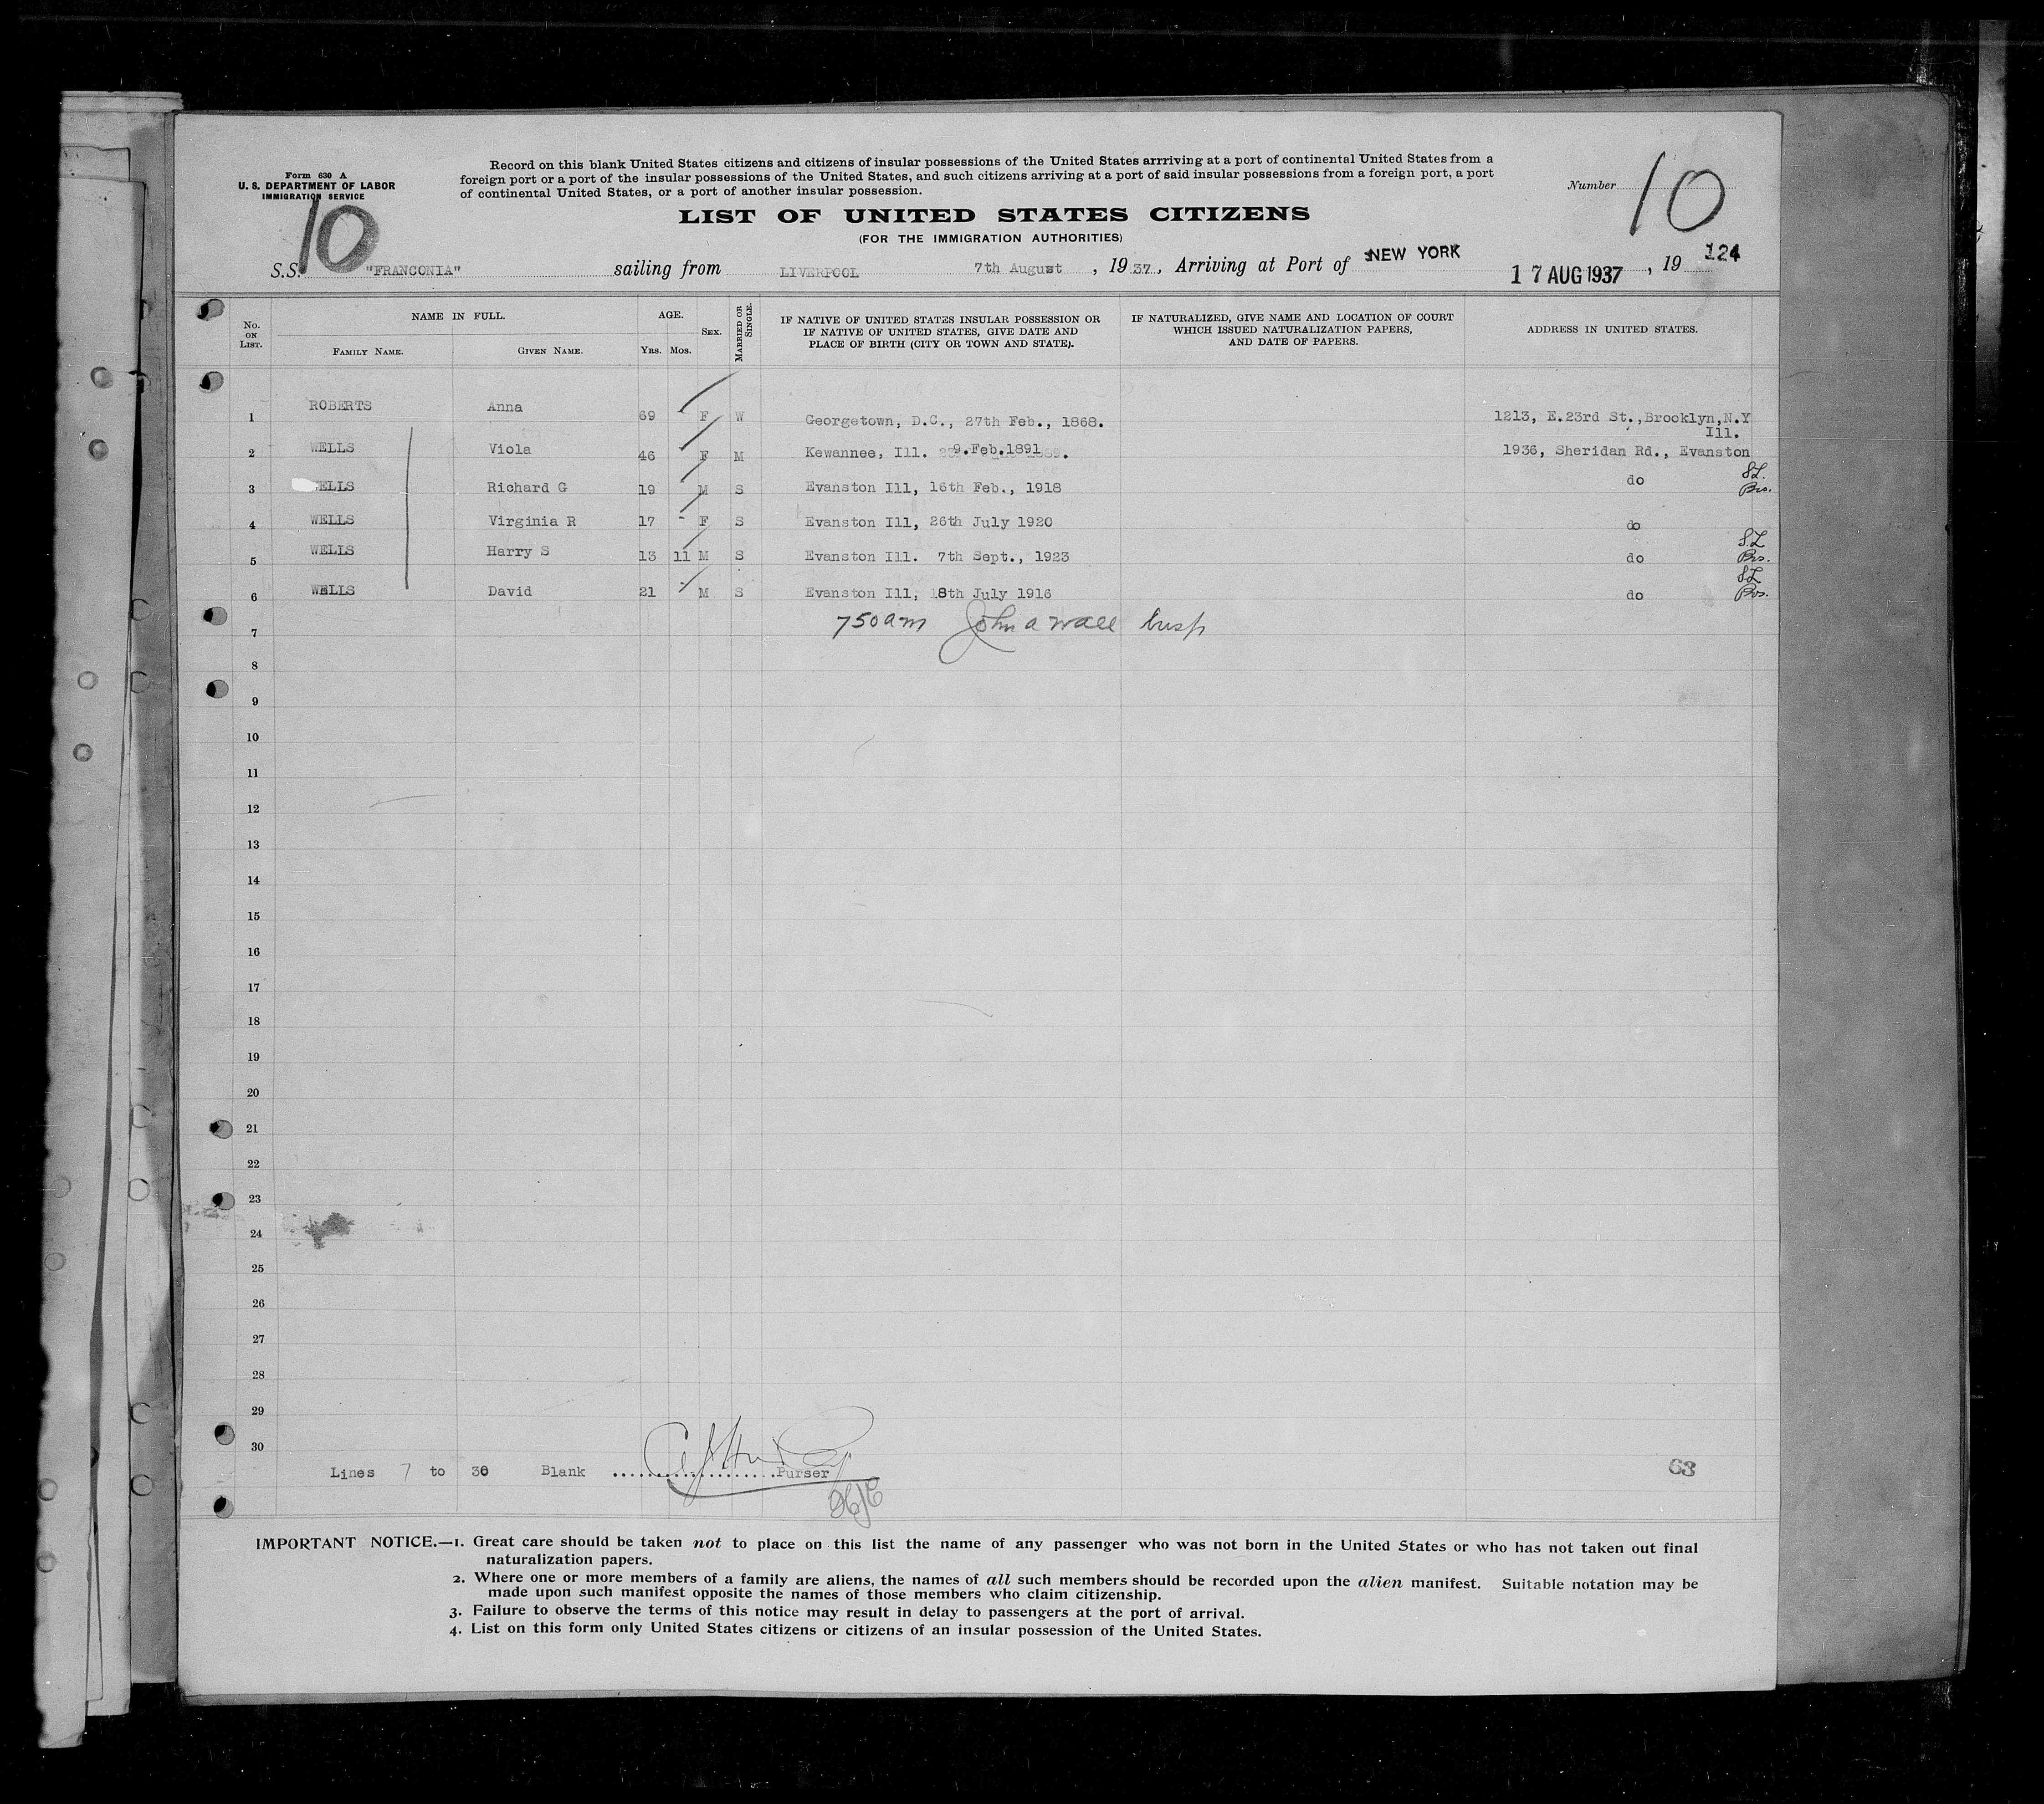 Form 630 A
U. S. DEPARTMENT OF LABOR
IMMIGRATION SERVICE
Record on this blank United States citizens and citizens of insular possessions of the United States arrriving at a port of continental United States from a
foreign port or a port of the insular possessions of the United States, and such citizens arriving at a port of said insular possessions from a foreign port, a port
of continental United States, or a port of another insular possession.
Number 10
10
LIST OF UNITED STATES CITIZENS
(FOR THE IMMIGRATION AUTHORITIES)
S.S. "FRANCONIA" sailing from LIVERPOOL 7th August, 1937, Arriving at Port of NEW YORK 17 AUG 1937, 19 124
No. ON LIST. NAME IN FULL. AGE. SEX. MARRIED OR SINGLE. IF NATIVE OF UNITED STATES INSULAR POSSESSION OR IF NATIVE OF UNITED STATES, GIVE DATE AND PLACE OF BIRTH (CITY OR TOWN AND STATE). IF NATURALIZED, GIVE NAME AND LOCATION OF COURT WHICH ISSUED NATURALIZATION PAPERS, AND DATE OF PAPERS. ADDRESS IN UNITED STATES.
FAMILY NAME. GIVEN NAME. YRS. MOS.
1 ROBERTS Anna 69 F W Georgetown, D.C., 27th Feb., 1868. 1213, E.23rd St.,Brooklyn,N.Y
Ill.
2 WELLS Viola 46 F M Kewannee, Ill. 9.Feb.1891. 1936, Sheridan Rd., Evanston
3 WELLS Richard G 19 M S Evanston Ill, 16th Feb., 1918 do SL. Brs.
4 WELLS Virginia R 17 - F S Evanston Ill, 26th July 1920 do
5 WELLS Harry S 13 11 M S Evanston Ill. 7th Sept., 1923 do S.L Brs.
6 WELLS David 21 M S Evanston Ill, 18th July 1916 do SL Brs.
7 750am John a Wall Insp
8
9
10
11
12
13
14
15
16
17
18
19
20
21
22
23
24
25
26
27
28
29
30
Lines 7 to 30 Blank Purser
63
IMPORTANT NOTICE.—1. Great care should be taken not to place on this list the name of any passenger who was not born in the United States or who has not taken out final
naturalization papers.
2. Where one or more members of a family are aliens, the names of all such members should be recorded upon the alien manifest. Suitable notation may be
made upon such manifest opposite the names of those members who claim citizenship.
3. Failure to observe the terms of this notice may result in delay to passengers at the port of arrival.
4. List on this form only United States citizens or citizens of an insular possession of the United States.